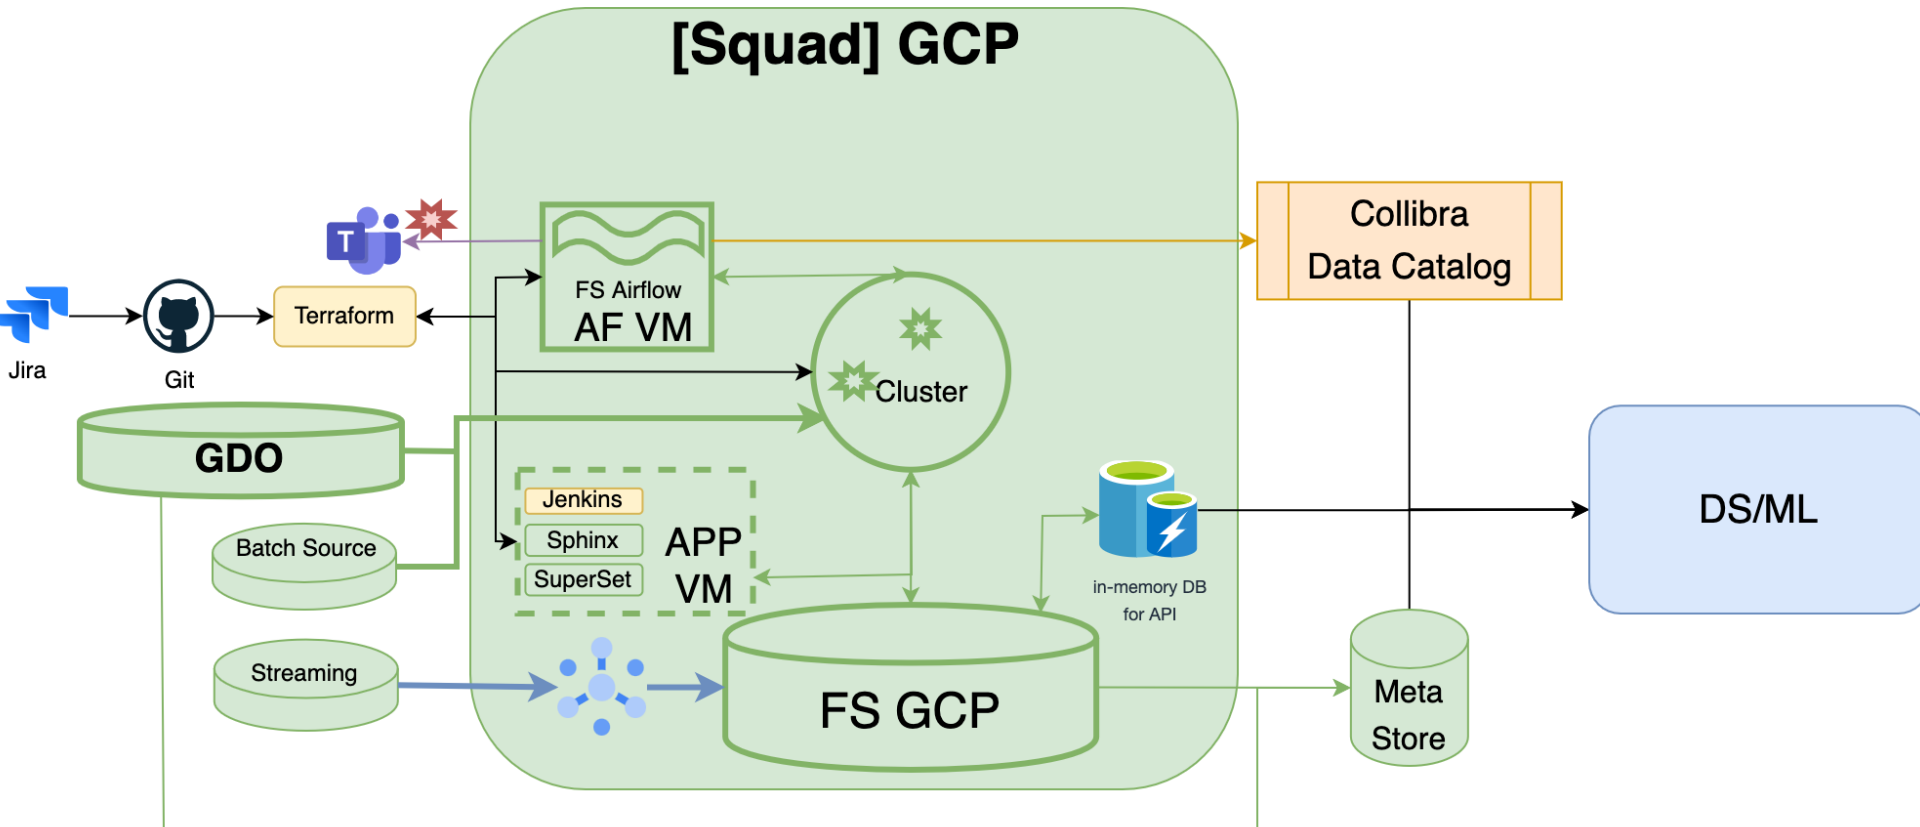 [Squad] GCP
T
FS Airflow
AF VM
Collibra
Data Catalog
Terraform
Jira
Git
Cluster
GDO
Jenkins
Sphinx
SuperSet
APP
VM
Batch Source
in-memory DB
for API
DS/ML
Streaming
FS GCP
Meta
Store